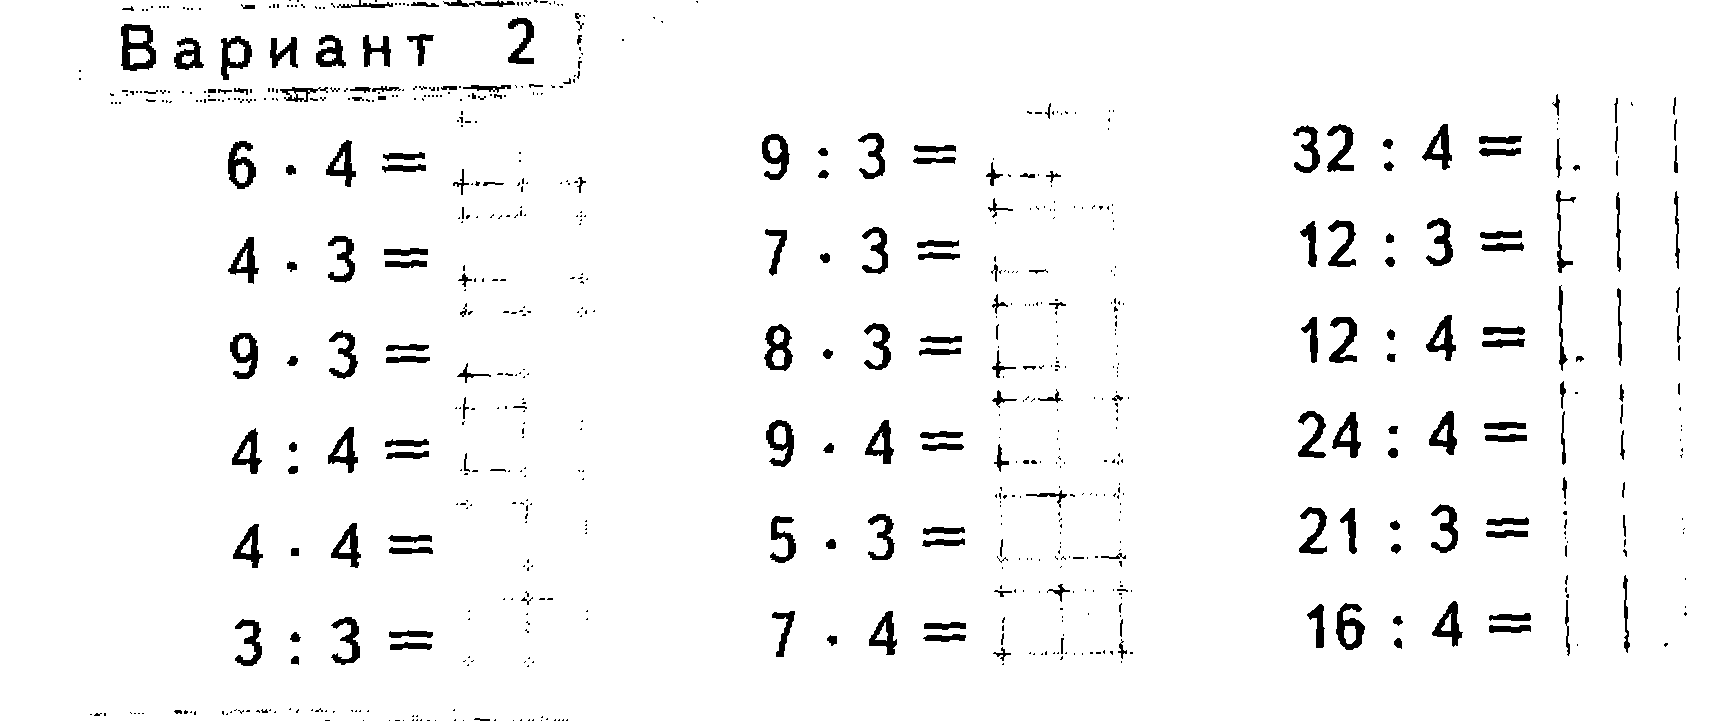 Вариант 2
6 · 4 = 9 : 3 = 32 : 4 =
4 · 3 = 7 · 3 = 12 : 3 =
9 · 3 = 8 · 3 = 12 : 4 =
4 : 4 = 9 · 4 = 24 : 4 =
4 · 4 = 5 · 3 = 21 : 3 =
3 : 3 = 7 · 4 = 16 : 4 =